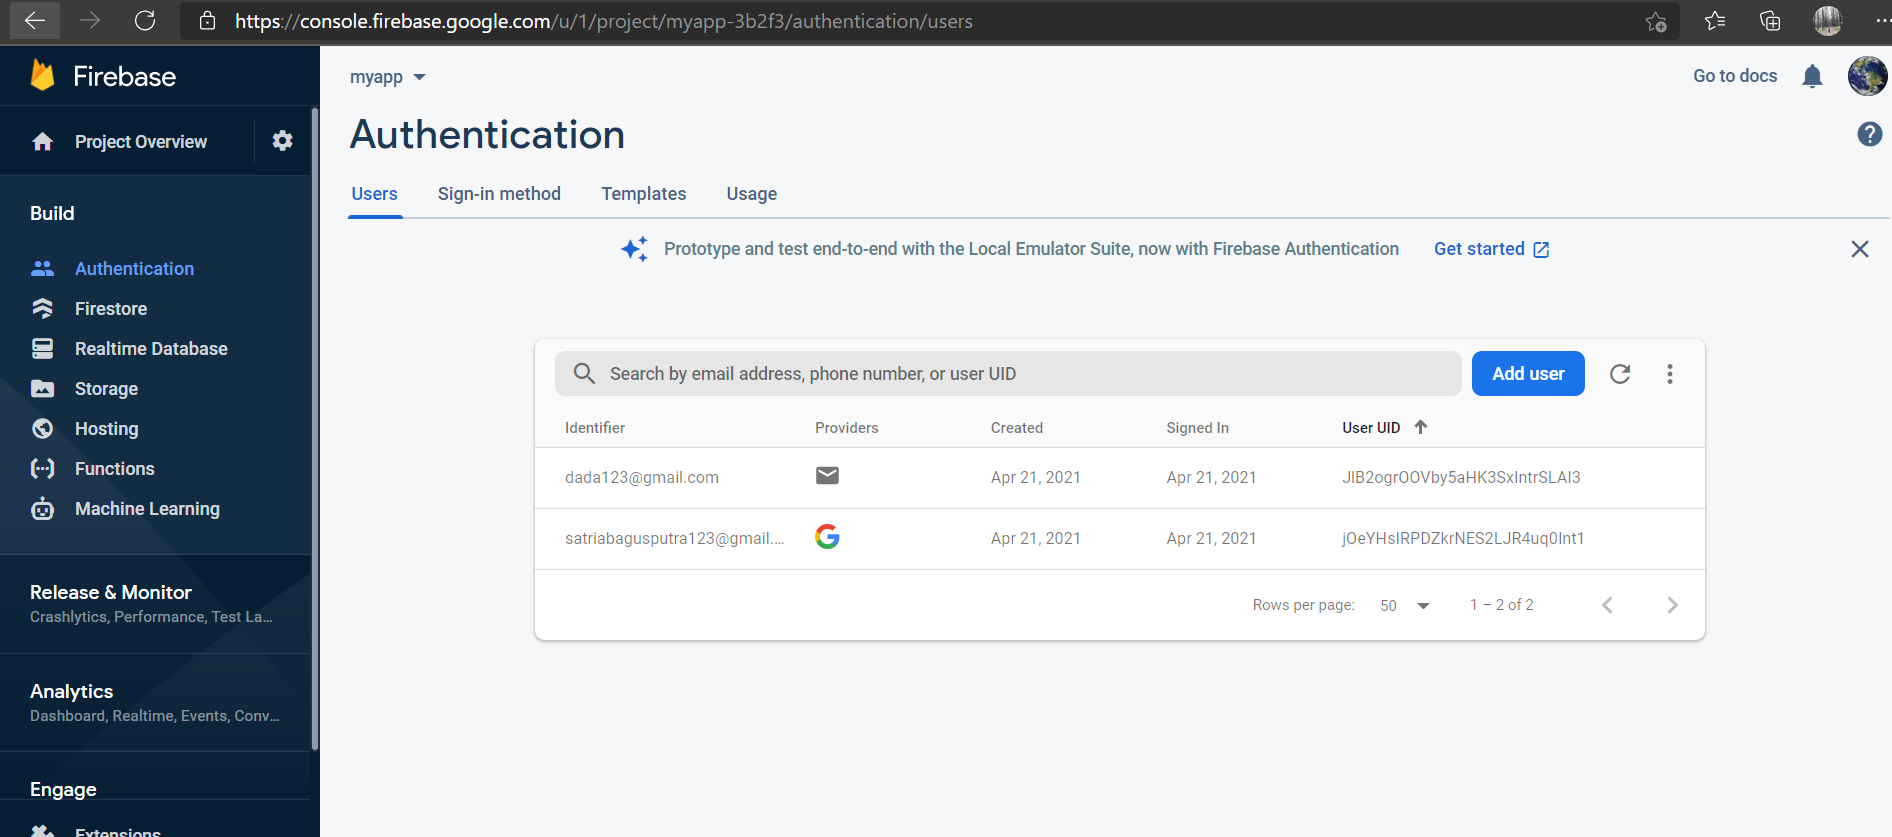 https://console.firebase.google.com/u/1/project/myapp-3b2f3/authentication/users
Firebase
Project Overview
Build
Authentication
Firestore
Realtime Database
Storage
Hosting
Functions
Machine Learning
Release & Monitor
Crashlytics, Performance, Test La...
Analytics
Dashboard, Realtime, Events, Conv...
Engage
Extensions
myapp
Go to docs
Authentication
Users Sign-in method Templates Usage
Prototype and test end-to-end with the Local Emulator Suite, now with Firebase Authentication Get started
Search by email address, phone number, or user UID Add user
Identifier Providers Created Signed In User UID
dada123@gmail.com Apr 21, 2021 Apr 21, 2021 JIB2ogrOOVby5aHK3SxIntrSLAI3
satriabagusputra123@gmail.... Apr 21, 2021 Apr 21, 2021 jOeYHsIRPDZkrNES2LJR4uq0Int1
Rows per page: 50 1 – 2 of 2